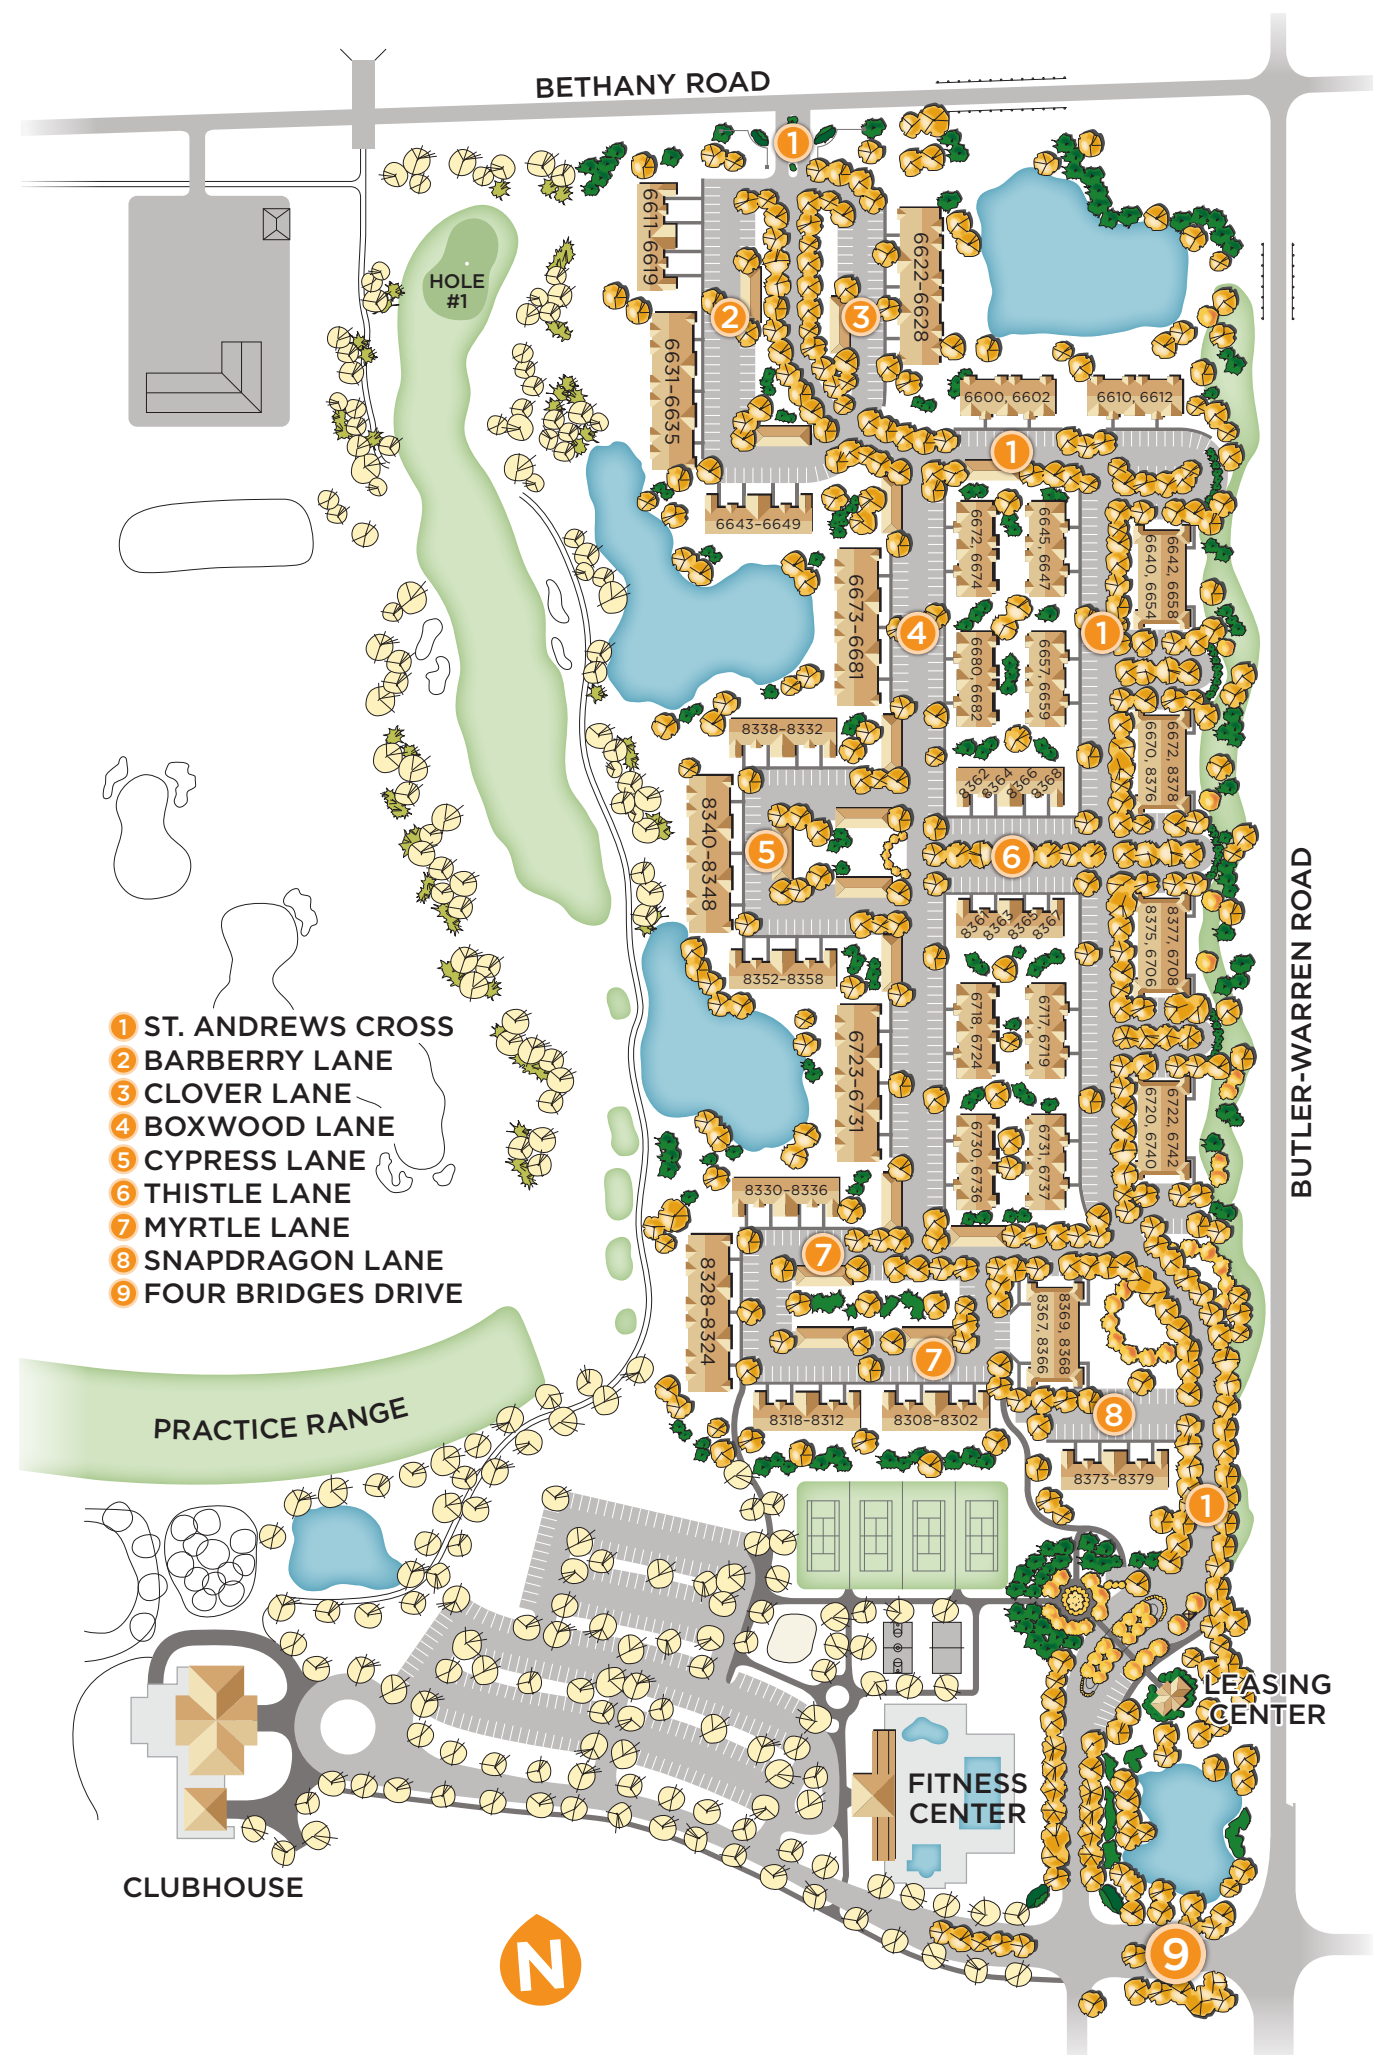 BETHANY ROAD
1
6611-6619
6622-6628
HOLE
#1
2
3
6631-6635
6600, 6602
6610, 6612
1
6643-6649
6672, 6674
6645, 6647
6640, 6654
6642, 6658
6673-6681
4
1
6680, 6682
6657, 6659
8338-8332
6670, 8376
6672, 8378
8362
8364
8366
8368
8340-8348
5
6
8361
8363
8365
8367
8375, 6706
8377, 6708
BUTLER-WARREN ROAD
8352-8358
6718, 6724
6717, 6719
6723-6731
1 ST. ANDREWS CROSS
2 BARBERRY LANE
3 CLOVER LANE
4 BOXWOOD LANE
5 CYPRESS LANE
6 THISTLE LANE
7 MYRTLE LANE
8 SNAPDRAGON LANE
9 FOUR BRIDGES DRIVE
6730, 6736
6731, 6737
6720, 6740
6722, 6742
8330-8336
7
8328-8324
8367, 8366
8369, 8368
7
8318-8312
8308-8302
8
PRACTICE RANGE
8373-8379
1
LEASING
CENTER
FITNESS
CENTER
CLUBHOUSE
N
9